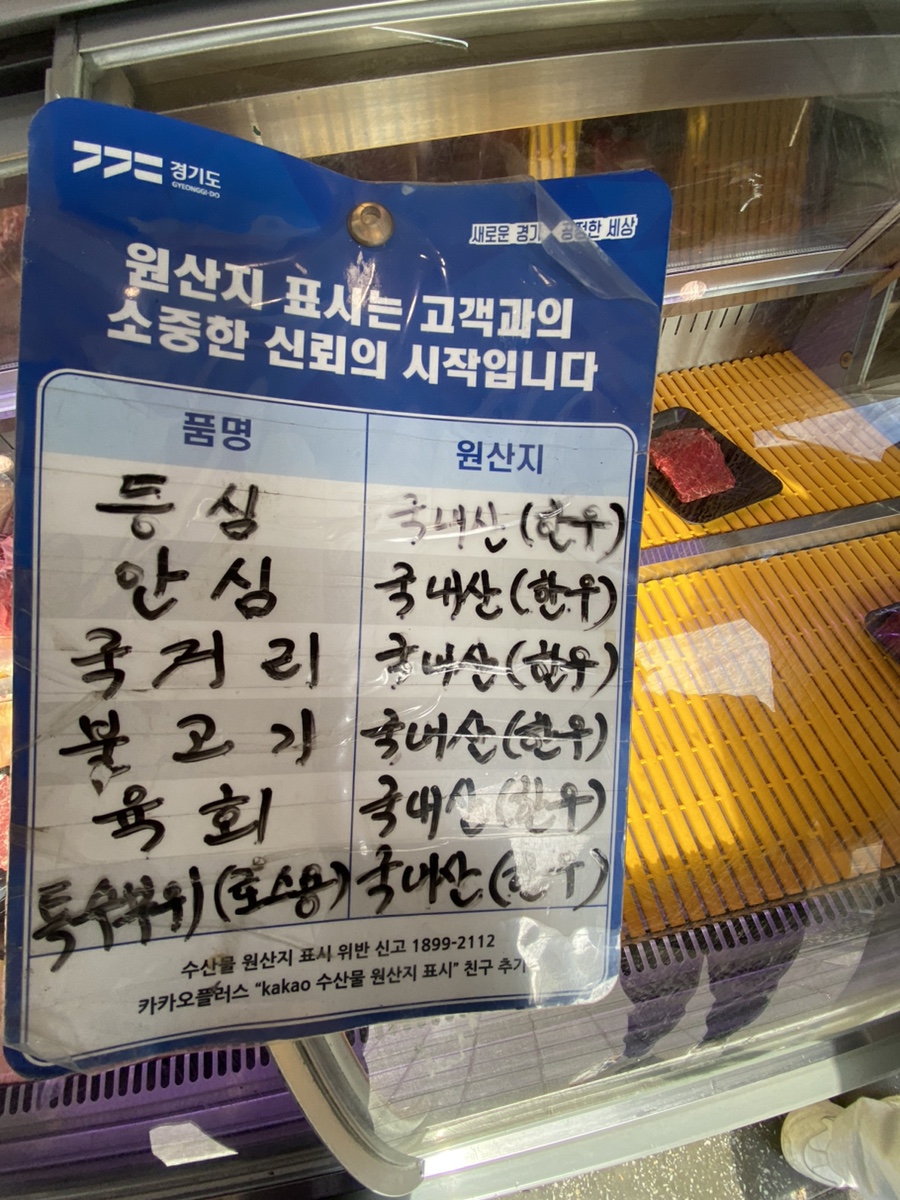 경기도
GYEONGGI-DO
새로운 경기 공정한 세상
원산지 표시는 고객과의
소중한 신뢰의 시작입니다
품명 원산지
등심 국내산(한우)
안심 국내산(한우)
국거리 국내산(한우)
불고기 국내산(한우)
육회 국내산(한우)
특수부위(로스용) 국내산(한우)
수산물 원산지 표시 위반 신고 1899-2112
카카오플러스 “kakao 수산물 원산지 표시” 친구 추가